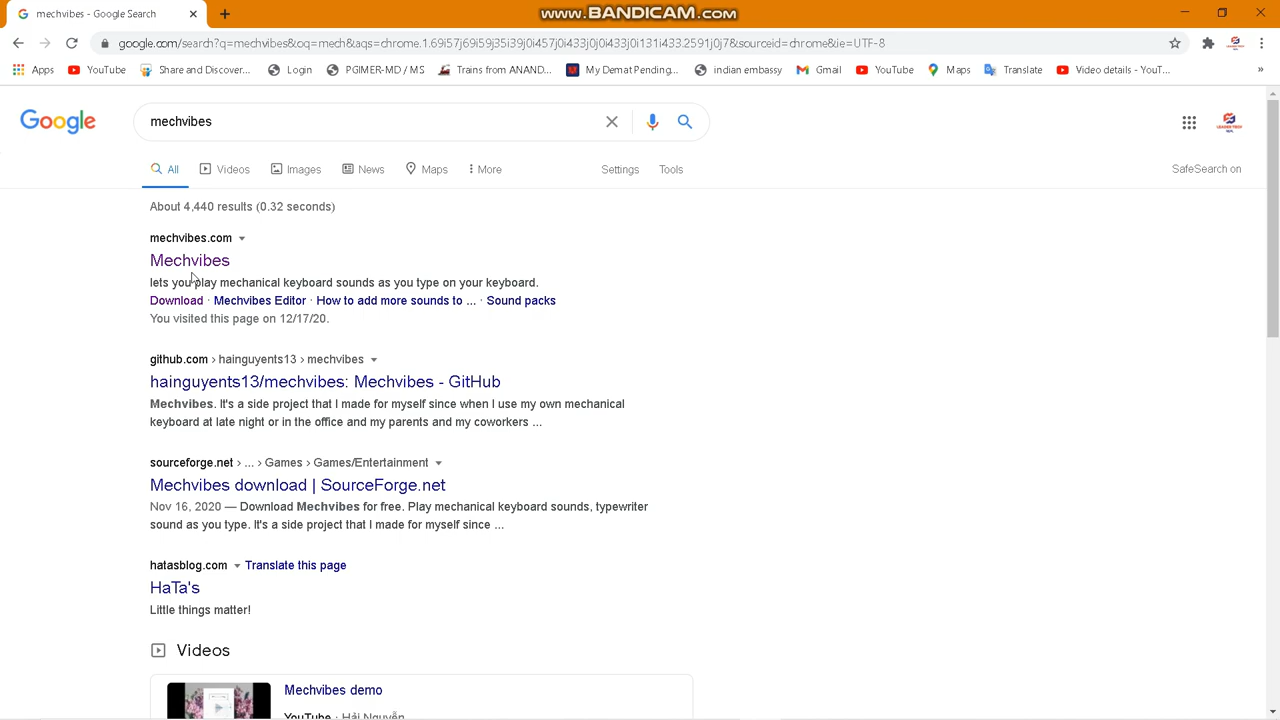 mechvibes - Google Search
www.BANDICAM.com
google.com/search?q=mechvibes&oq=mech&aqs=chrome.1.69i57j69i59j35i39j0i457j0i433j0j0i433j0i131i433.2591j0j7&sourceid=chrome&ie=UTF-8
Apps YouTube Share and Discover... Login PGIMER-MD / MS Trains from ANAND... My Demat Pending... indian embassy Gmail YouTube Maps Translate Video details - YouT... »
Google mechvibes
All Videos Images News Maps More Settings Tools SafeSearch on
About 4,440 results (0.32 seconds)
mechvibes.com
Mechvibes
lets you play mechanical keyboard sounds as you type on your keyboard.
Download · Mechvibes Editor · How to add more sounds to ... · Sound packs
You visited this page on 12/17/20.
github.com › hainguyents13 › mechvibes
hainguyents13/mechvibes: Mechvibes - GitHub
Mechvibes. It's a side project that I made for myself since when I use my own mechanical
keyboard at late night or in the office and my parents and my coworkers ...
sourceforge.net › ... › Games › Games/Entertainment
Mechvibes download | SourceForge.net
Nov 16, 2020 — Download Mechvibes for free. Play mechanical keyboard sounds, typewriter
sound as you type. It's a side project that I made for myself since ...
hatasblog.com Translate this page
HaTa's
Little things matter!
Videos
Mechvibes demo
YouTube · Hải Nguyễn